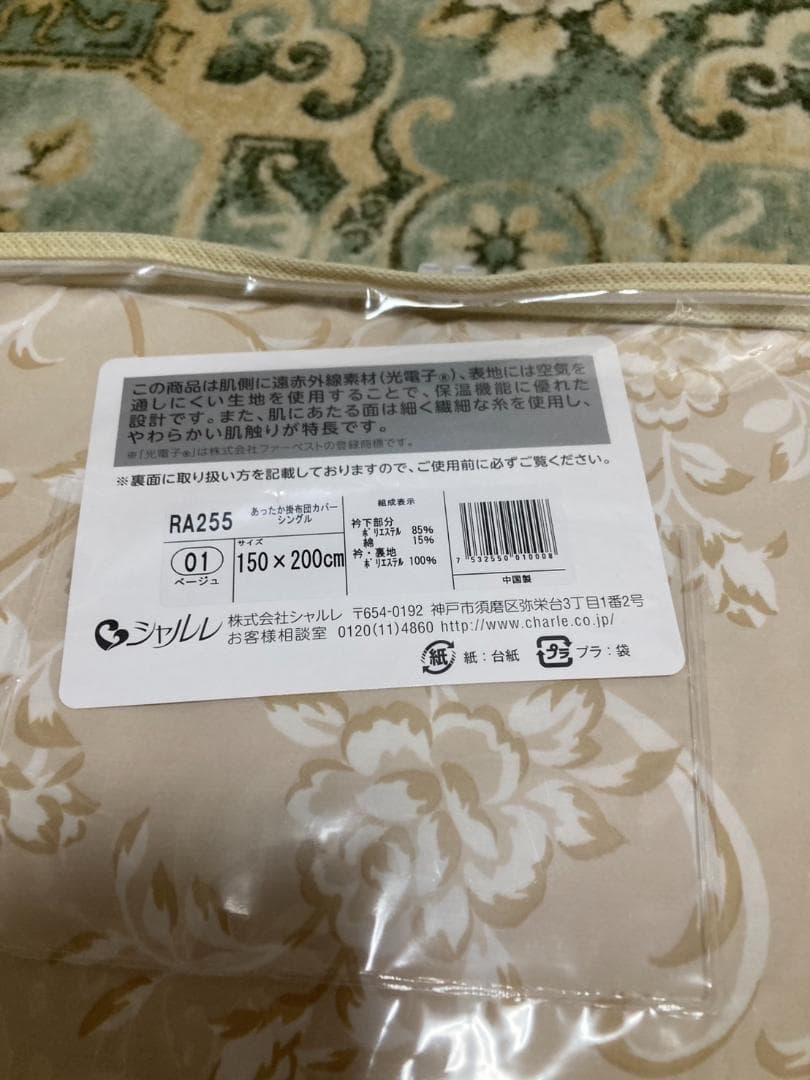 この商品は肌側に遠赤外線素材(光電子®)、表地には空気を
通しにくい生地を使用することで、保温機能に優れた
設計です。また、肌にあたる面は細く繊細な糸を使用し、
やわらかい肌触りが特長です。
※「光電子®」は株式会社ファーベストの登録商標です。
※裏面に取り扱い方を記載しておりますので、ご使用前に必ずご覧ください。
RA255
あったか掛布団カバー
シングル
01
ベージュ
サイズ
150×200cm
組成表示
衿下部分
ポリエステル 85%
綿 15%
衿・裏地
ポリエステル 100%
7 532550 010008
中国製
シャルレ
株式会社シャルレ 〒654-0192 神戸市須磨区弥栄台3丁目1番2号
お客様相談室 0120(11)4860 http://www.charle.co.jp/
紙 紙:台紙 プラ プラ:袋